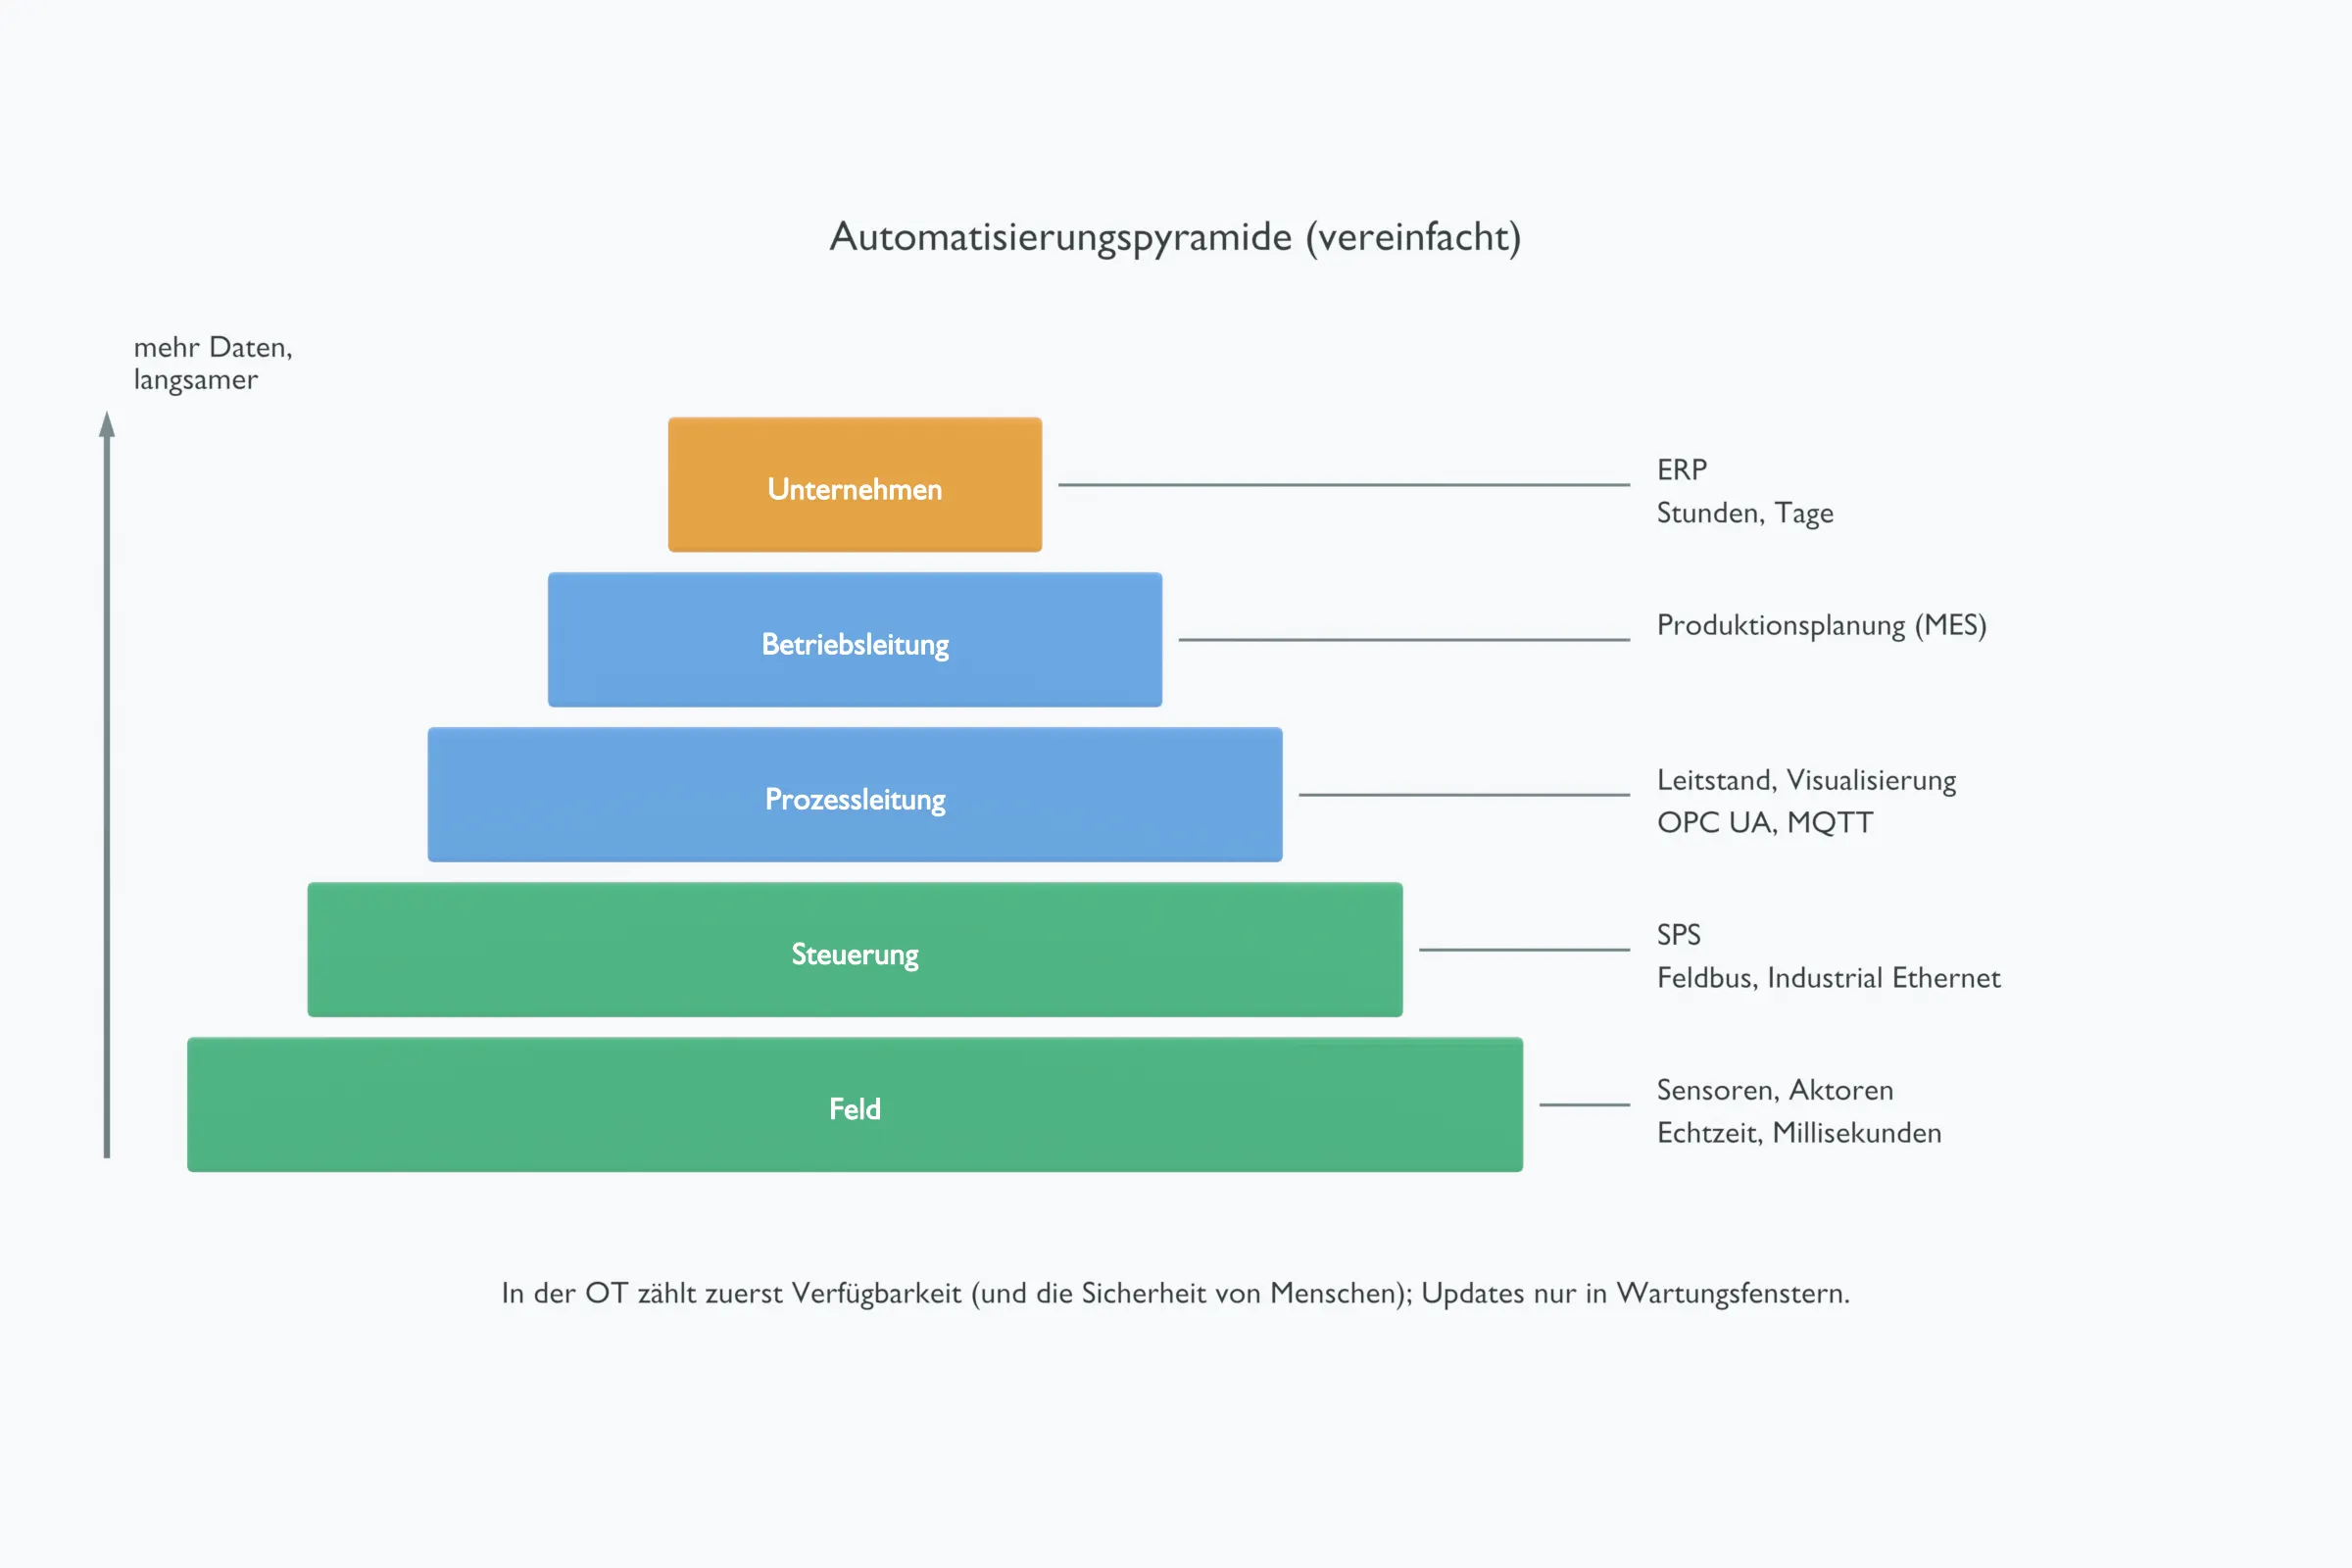 Automatisierungspyramide (vereinfacht)
mehr Daten,
langsamer
Unternehmen
ERP
Stunden, Tage
Betriebsleitung
Produktionsplanung (MES)
Prozessleitung
Leitstand, Visualisierung
OPC UA, MQTT
Steuerung
SPS
Feldbus, Industrial Ethernet
Feld
Sensoren, Aktoren
Echtzeit, Millisekunden
In der OT zählt zuerst Verfügbarkeit (und die Sicherheit von Menschen); Updates nur in Wartungsfenstern.